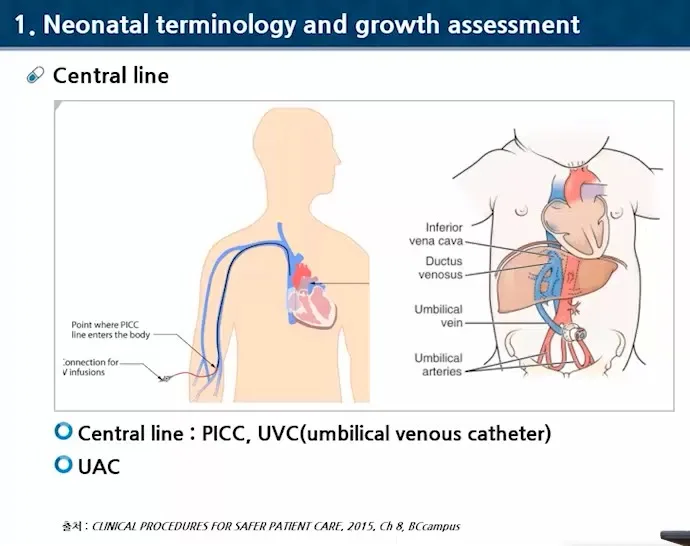 1. Neonatal terminology and growth assessment
Central line
Point where PICC
line enters the body
Connection for
V infusions
Inferior
vena cava
Ductus
venosus
Umbilical
vein
Umbilical
arteries
Central line : PICC, UVC(umbilical venous catheter)
UAC
출처 : CLINICAL PROCEDURES FOR SAFER PATIENT CARE, 2015, Ch 8, BCcampus